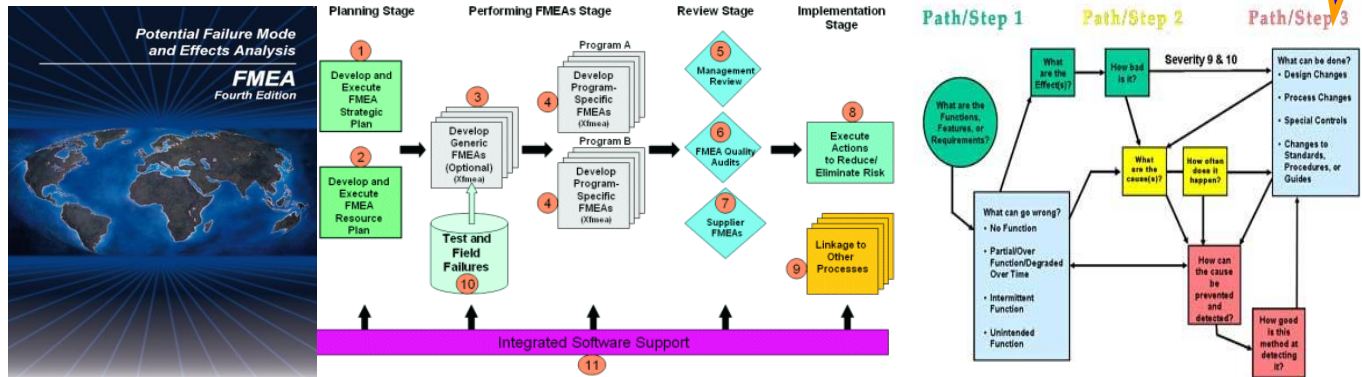 Potential Failure Mode
and Effects Analysis
FMEA
Fourth Edition
Planning Stage
Performing FMEAs Stage
Review Stage
Implementation
Stage
1
Develop and
Execute
FMEA
Strategic
Plan
2
Develop and
Execute
FMEA
Resource
Plan
3
Develop
Generic
FMEAs
(Optional)
(Xfmea)
Test and
Field
Failures
10
Program A
4
Develop
Program-
Specific
FMEAs
(Xfmea)
Program B
4
Develop
Program-
Specific
FMEAs
(Xfmea)
5
Management
Review
6
FMEA Quality
Audits
7
Supplier
FMEAs
8
Execute
Actions
to Reduce/
Eliminate Risk
9
Linkage to
Other
Processes
Integrated Software Support
11
Path/Step 1
Path/Step 2
Path/Step 3
What are
the Functions,
Features, or
Requirements?
What
are the
Effect(s)?
How bad
is it?
Severity 9 & 10
What can be done?
• Design Changes
• Process Changes
• Special Controls
• Changes to
Standards,
Procedures, or
Guides
What
are the
cause(s)?
How often
does it
happen?
What can go wrong?
• No Function
• Partial/Over
Function/Degraded
Over Time
• Intermittent
Function
• Unintended
Function
How can
the cause
be
prevented
and
detected?
How good
is this
method at
detecting
it?